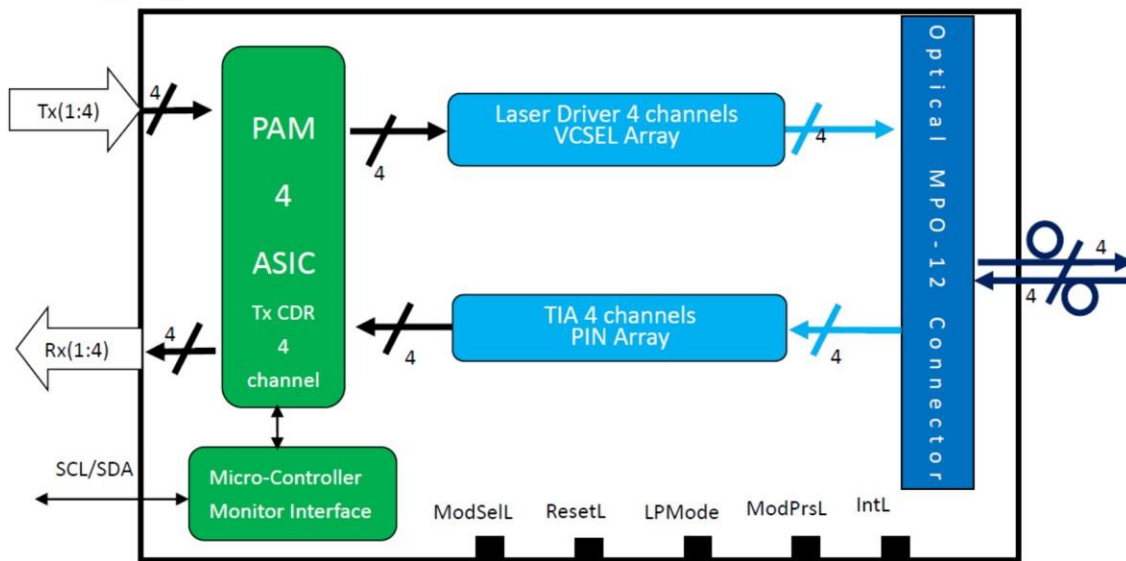 Tx(1:4)
4
PAM
4
ASIC
Tx CDR
4
channel
4
Laser Driver 4 channels
VCSEL Array
4
Optical MPO-12 Connector
4
4
Rx(1:4)
4
4
TIA 4 channels
PIN Array
4
SCL/SDA
Micro-Controller
Monitor Interface
ModSelL
ResetL
LPMode
ModPrsL
IntL